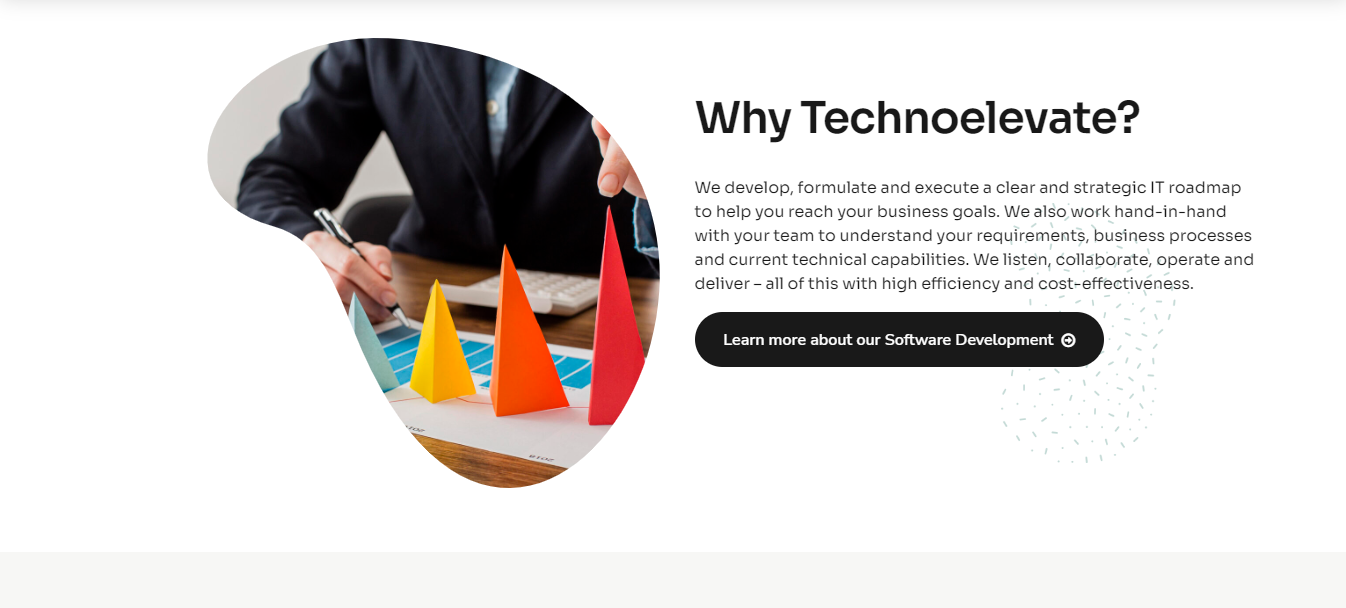 Why Technoelevate?
We develop, formulate and execute a clear and strategic IT roadmap
to help you reach your business goals. We also work hand-in-hand
with your team to understand your requirements, business processes
and current technical capabilities. We listen, collaborate, operate and
deliver – all of this with high efficiency and cost-effectiveness.
Learn more about our Software Development
2018